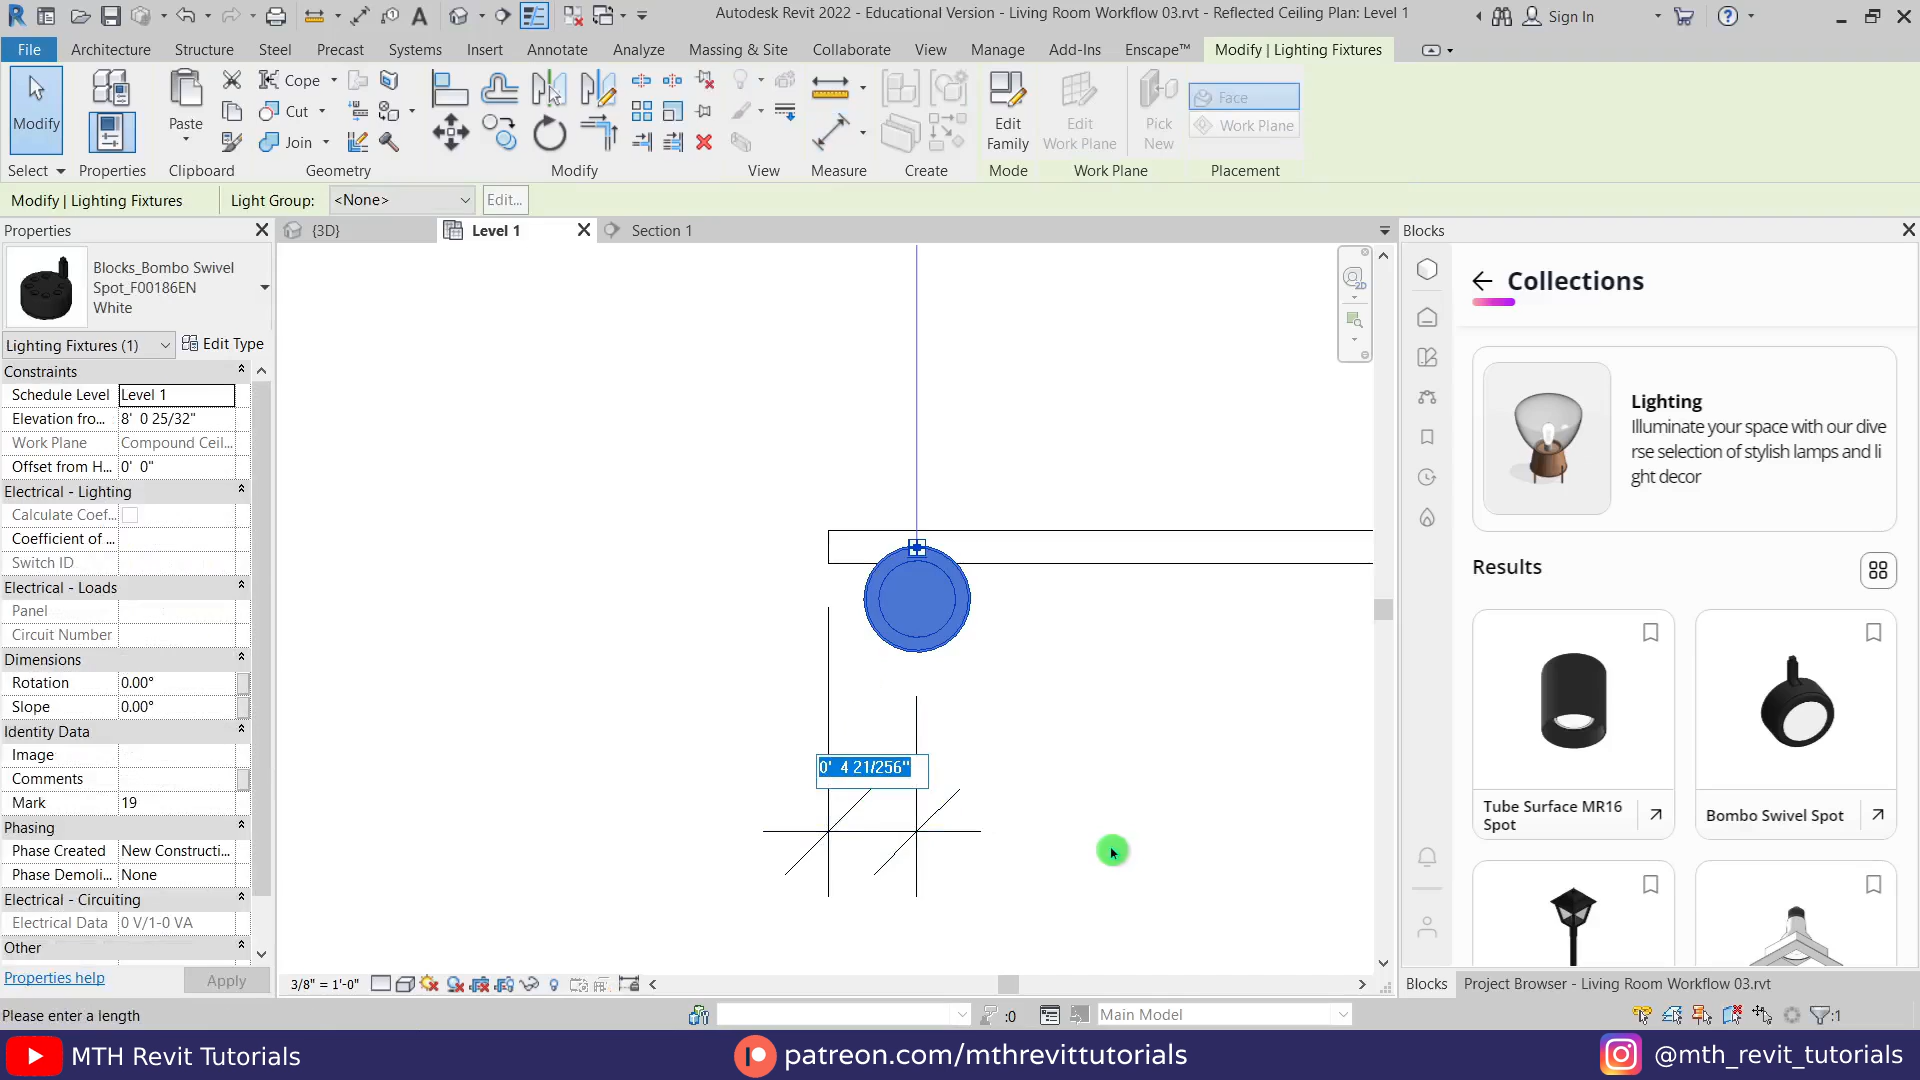 Autodesk Revit 2022 - Educational Version - Living Room Workflow 03.rvt - Reflected Ceiling Plan: Level 1
Sign In
File
Architecture
Structure
Steel
Precast
Systems
Insert
Annotate
Analyze
Massing & Site
Collaborate
View
Manage
Add-Ins
Enscape™
Modify | Lighting Fixtures
Modify
Paste
Cope
Cut
Join
Edit
Family
Edit
Work Plane
Pick
New
Face
Work Plane
Select
Properties
Clipboard
Geometry
Modify
View
Measure
Create
Mode
Work Plane
Placement
Modify | Lighting Fixtures
Light Group:
<None>
Edit...
Properties
{3D}
Level 1
Section 1
Blocks
Blocks_Bombo Swivel
Spot_F00186EN
White
Lighting Fixtures (1)
Edit Type
Constraints
Schedule Level
Level 1
Elevation fro...
8' 0 25/32"
Work Plane
Compound Ceil...
Offset from H...
0' 0"
Electrical - Lighting
Calculate Coef...
Coefficient of ...
Switch ID
Electrical - Loads
Panel
Circuit Number
Dimensions
Rotation
0.00°
Slope
0.00°
Identity Data
Image
Comments
Mark
19
Phasing
Phase Created
New Constructi...
Phase Demoli...
None
Electrical - Circuiting
Electrical Data
0 V/1-0 VA
Other
Properties help
Apply
2D
0' 4 21/256"
3/8" = 1'-0"
Collections
Lighting
Illuminate your space with our dive
rse selection of stylish lamps and li
ght decor
Results
Tube Surface MR16
Spot
Bombo Swivel Spot
Blocks
Project Browser - Living Room Workflow 03.rvt
Please enter a length
:0
Main Model
:1
MTH Revit Tutorials
patreon.com/mthrevittutorials
@mth_revit_tutorials